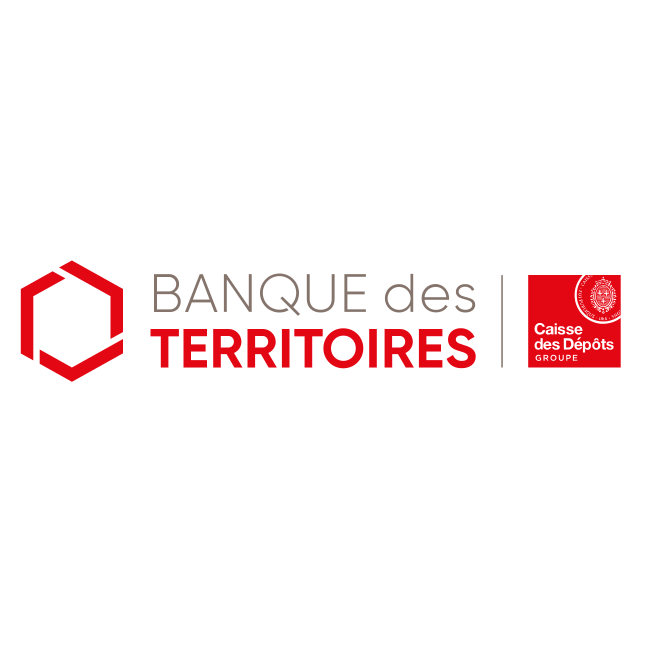 BANQUE des
TERRITOIRES
Caisse
des Dépôts
GROUPE